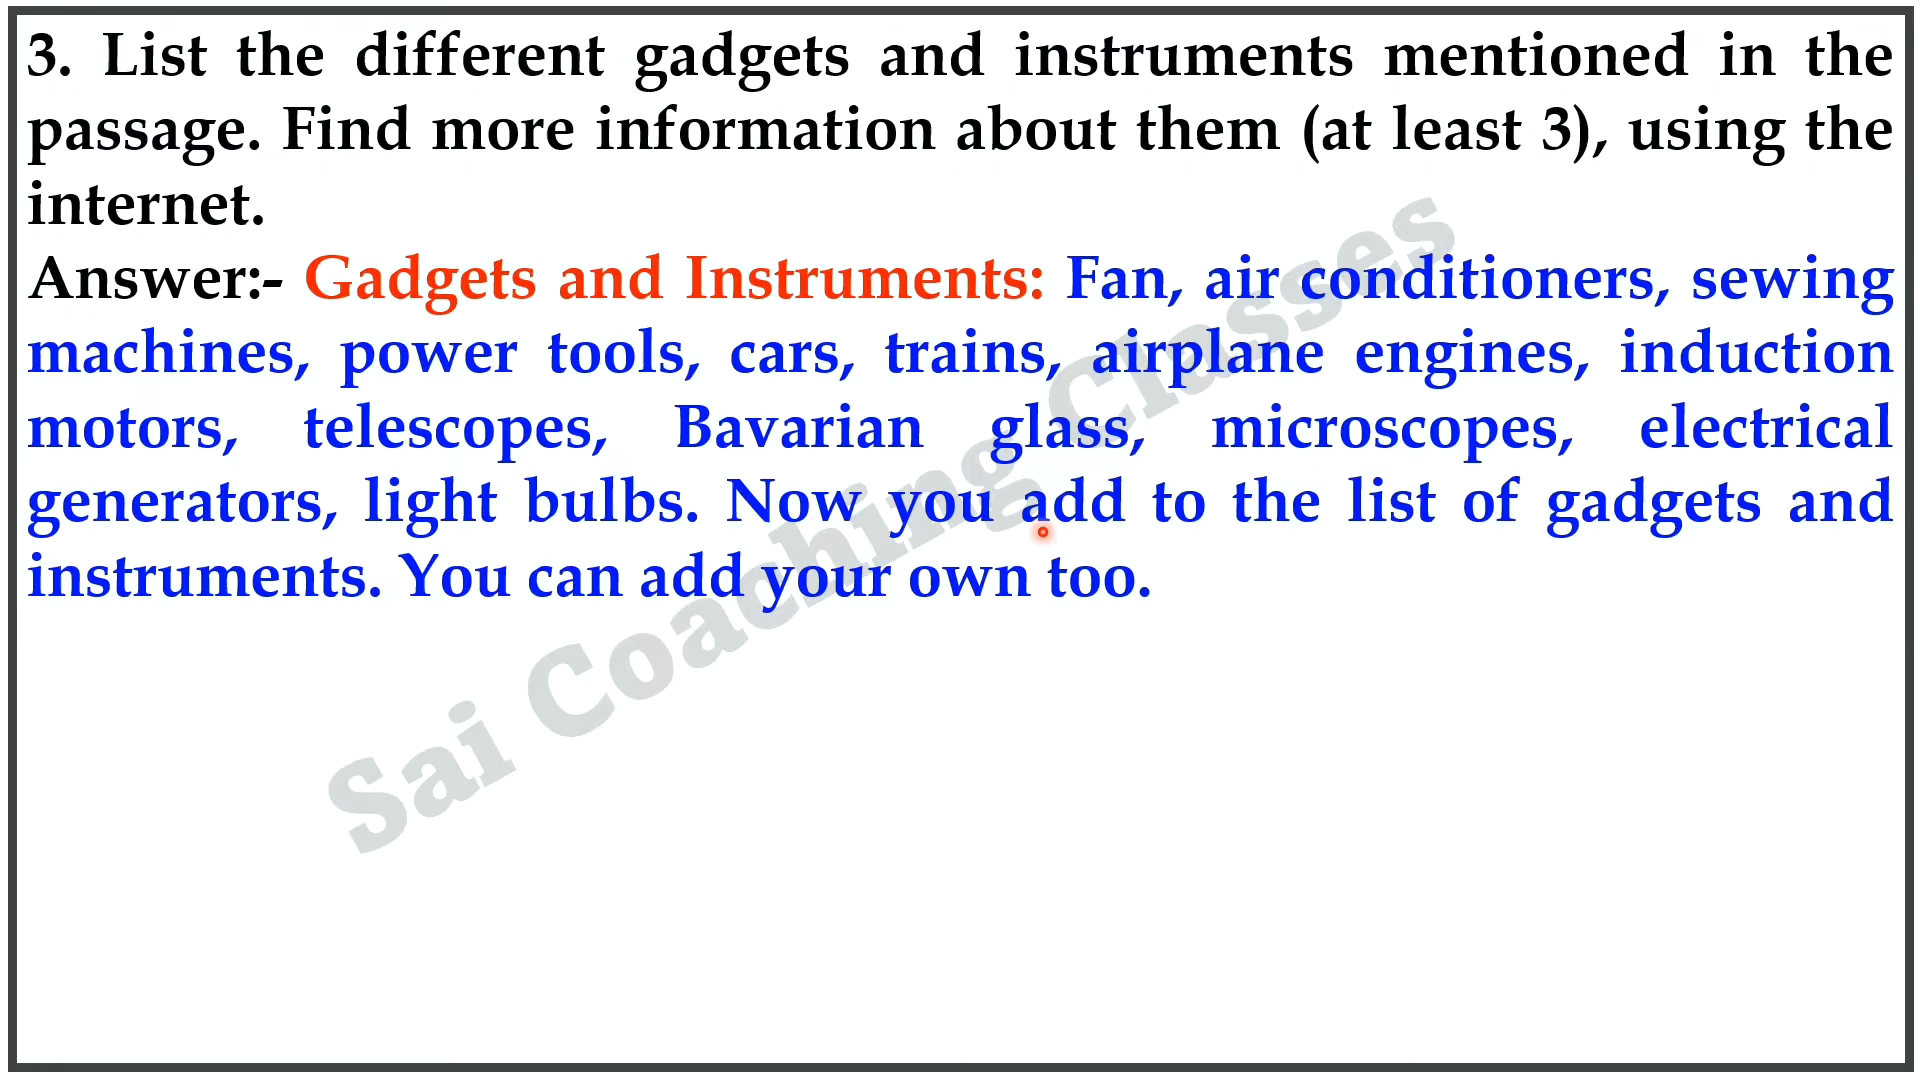 3. List the different gadgets and instruments mentioned in the
passage. Find more information about them (at least 3), using the
internet.
Answer:- Gadgets and Instruments: Fan, air conditioners, sewing
machines, power tools, cars, trains, airplane engines, induction
motors, telescopes, Bavarian glass, microscopes, electrical
generators, light bulbs. Now you add to the list of gadgets and
instruments. You can add your own too.
Sai Coaching Classes